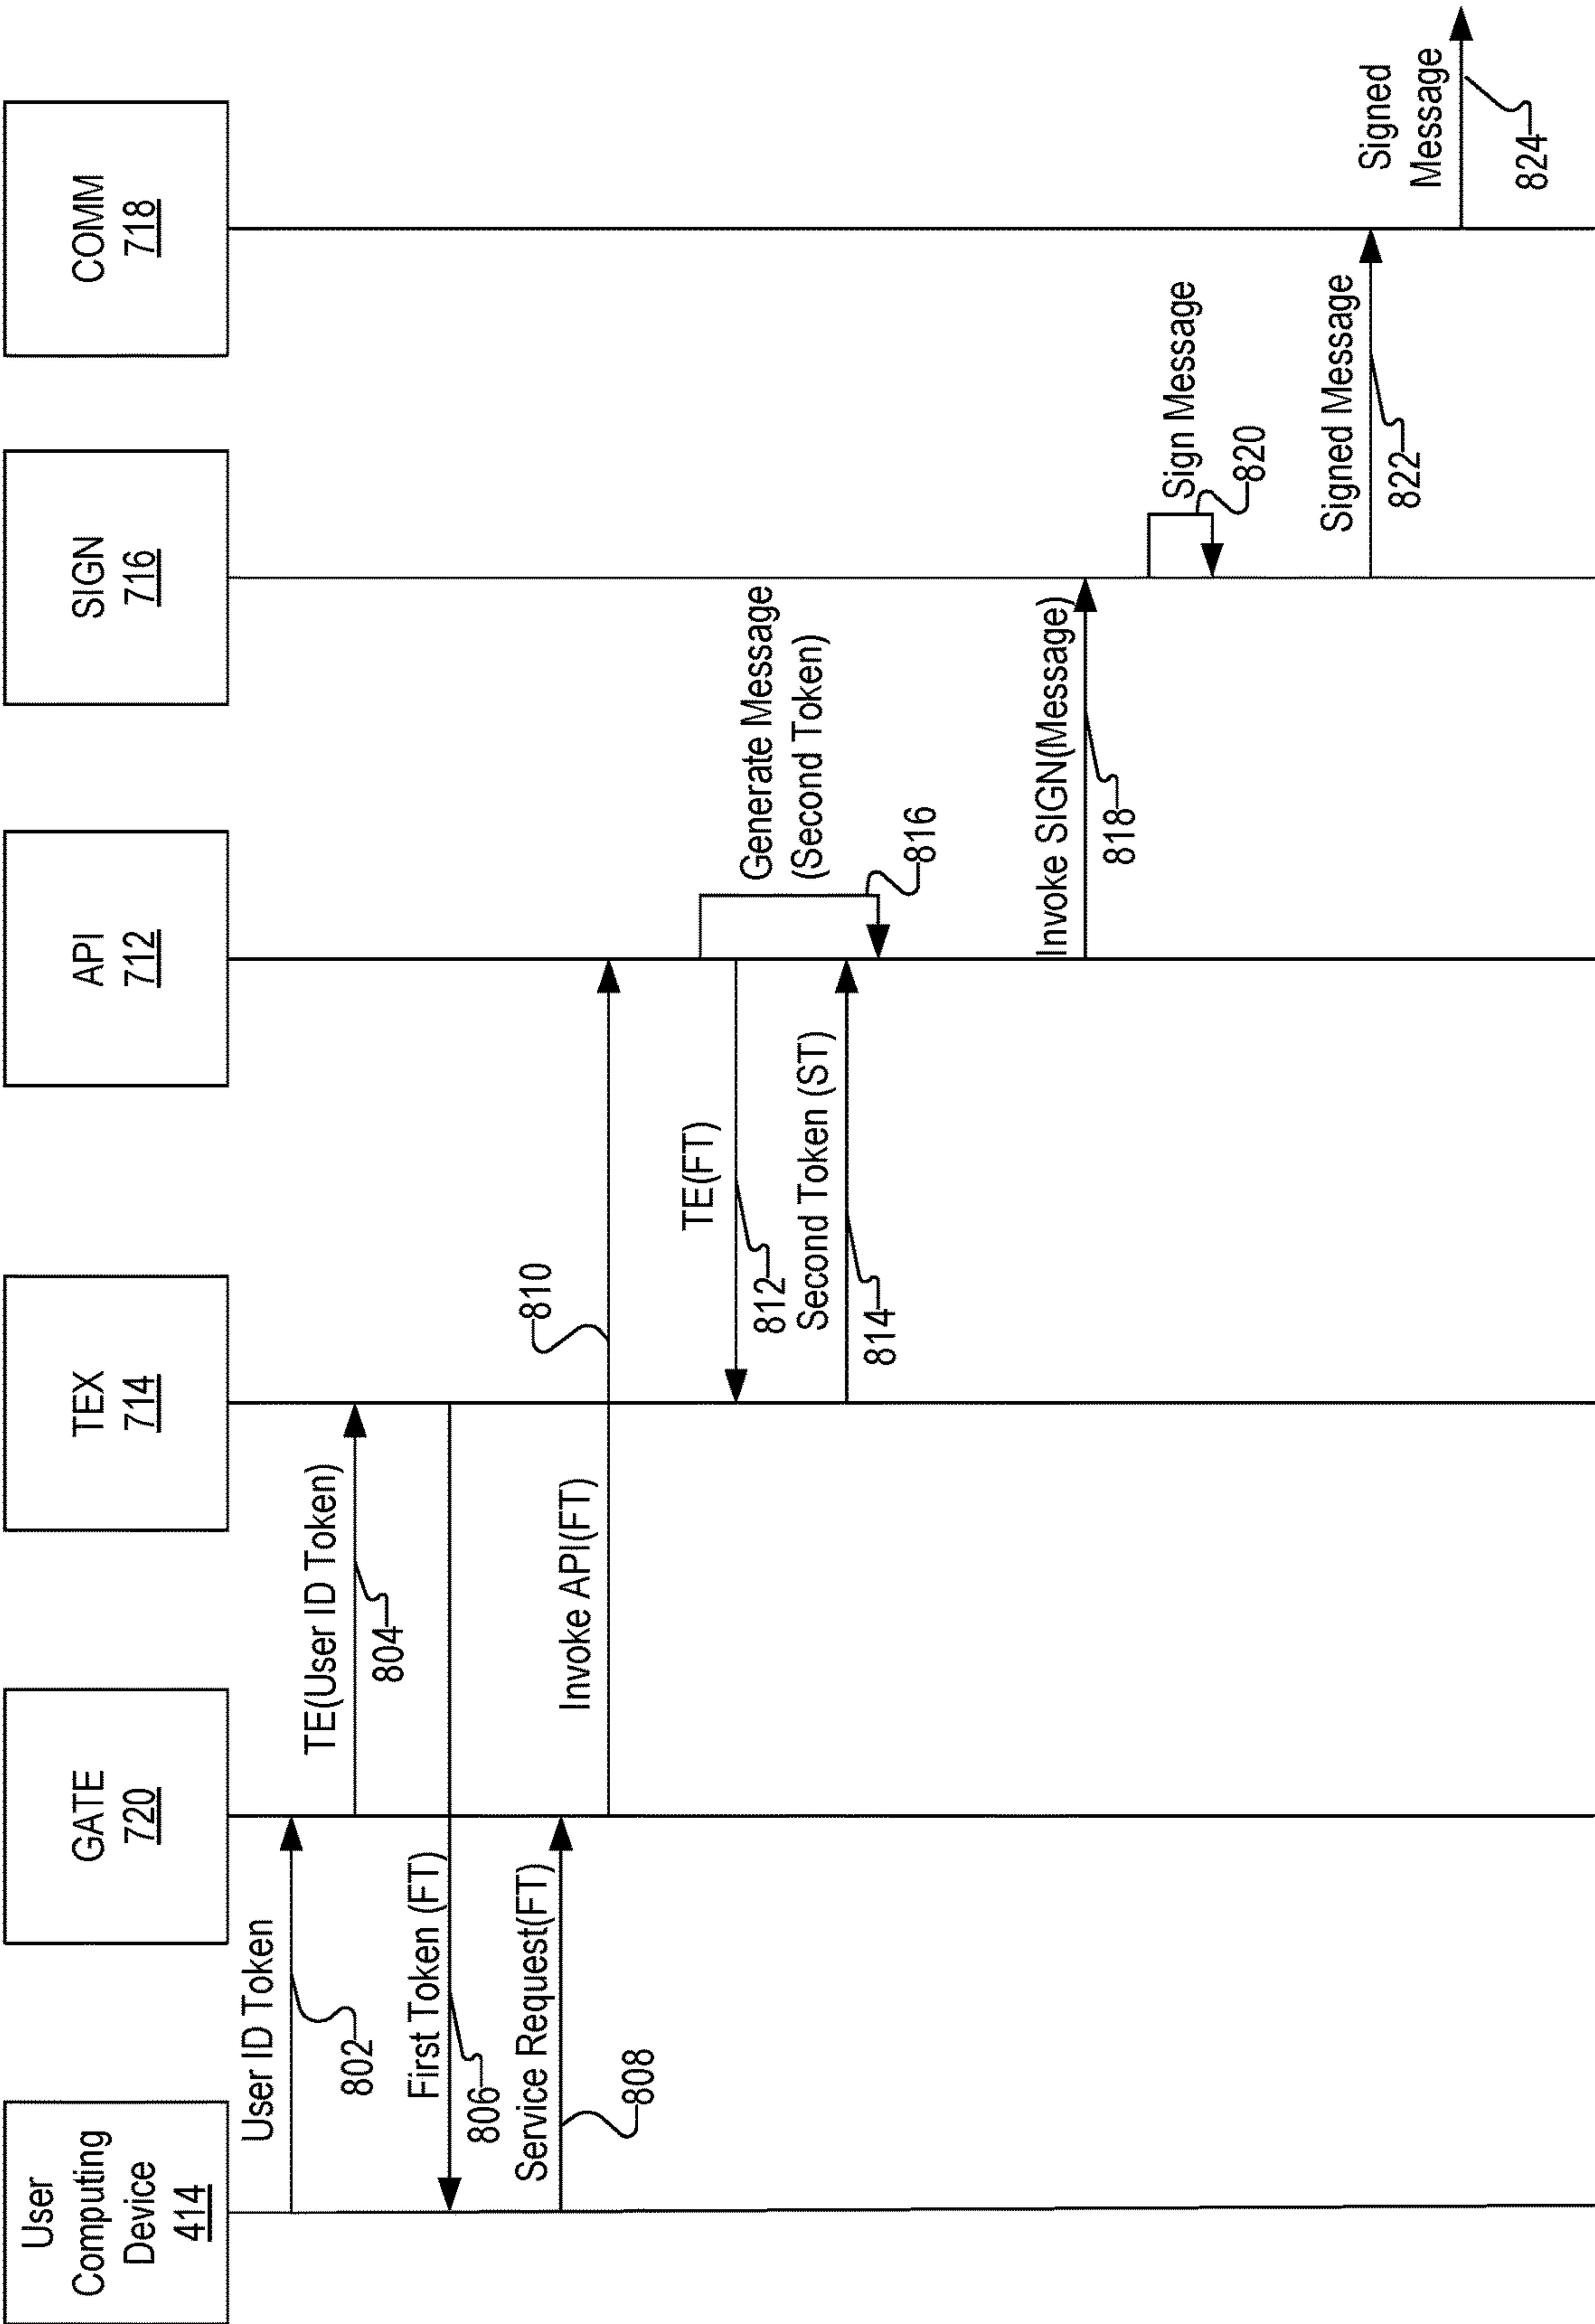 User
Computing
Device
414
GATE
720
TEX
714
API
712
SIGN
716
COMM
718
User ID Token
802
TE(User ID Token)
804
First Token (FT)
806
Service Request(FT)
808
Invoke API(FT)
810
TE(FT)
812
Second Token (ST)
814
Generate Message
(Second Token)
816
Invoke SIGN(Message)
818
Sign Message
820
Signed Message
822
Signed
Message
824